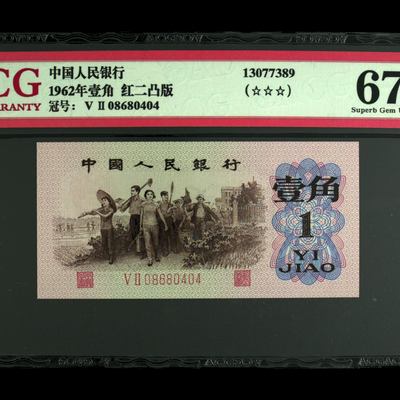 CG
中国人民银行
13077389
67
1962年壹角 红二凸版
(☆☆☆)
ARRANTY
冠号: V II 08680404
Superb Gem
中國人民銀行
壹角
1
YI
JIAO
V II 08680404